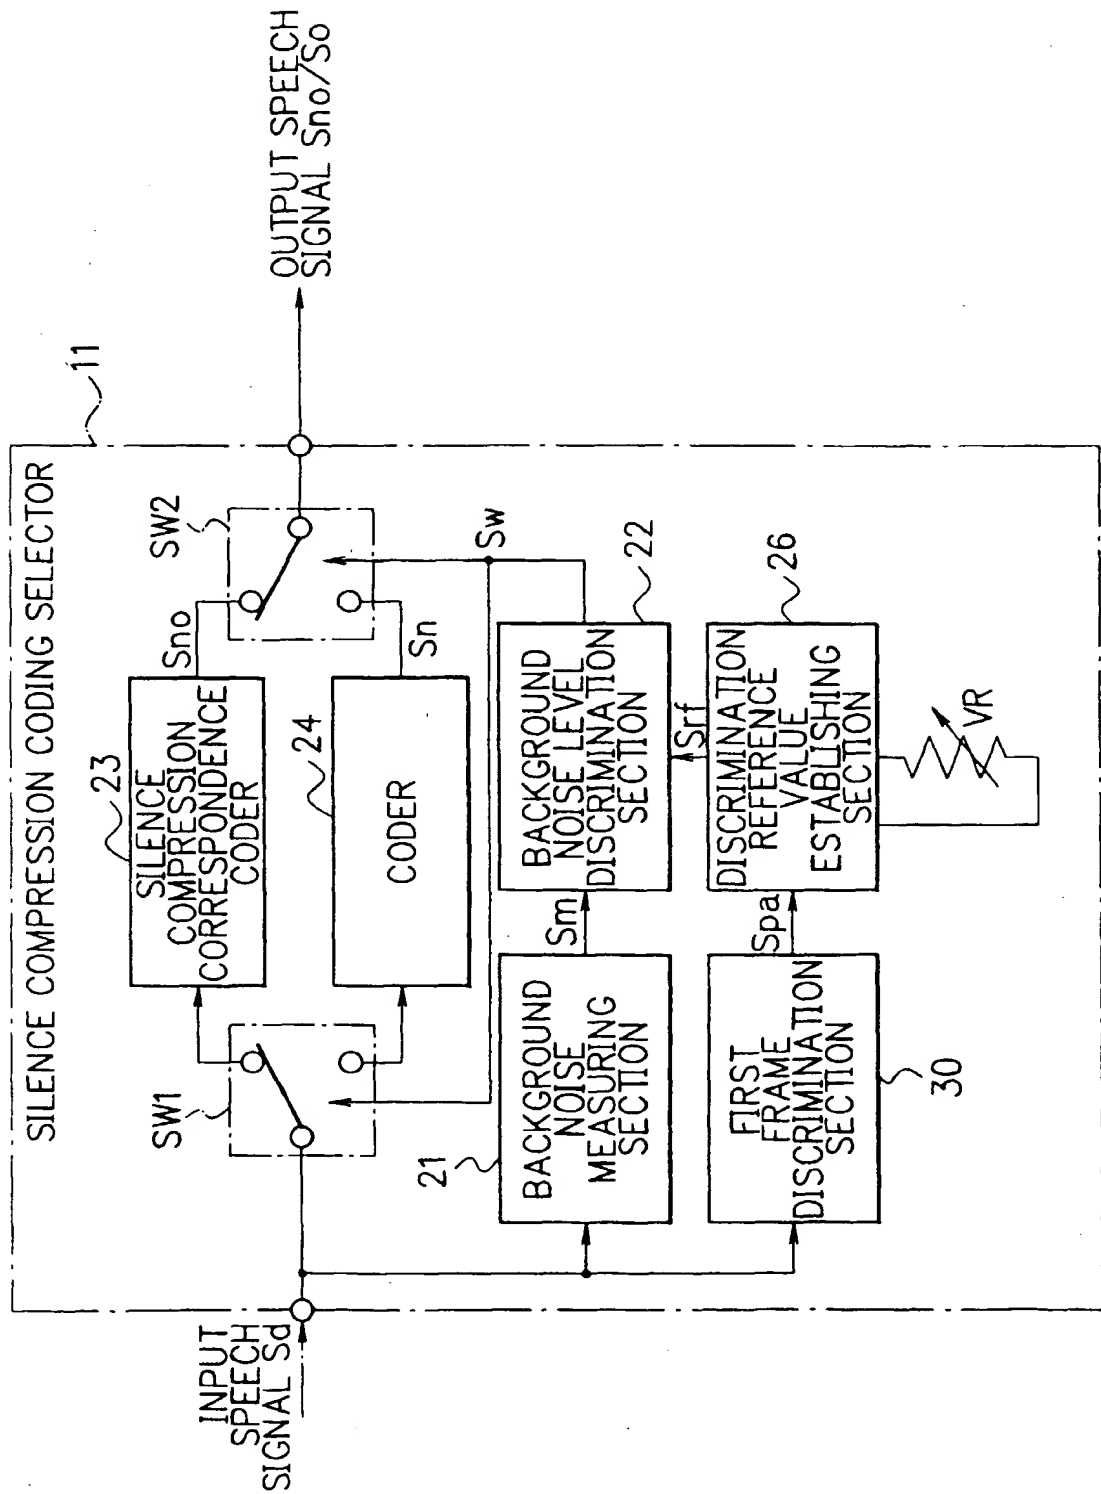 SILENCE COMPRESSION CODING SELECTOR
11
INPUT
SPEECH
SIGNAL Sd
SW1
23
SILENCE
COMPRESSION
CORRESPONDENCE
CODER
Sno
SW2
OUTPUT SPEECH
SIGNAL Sno/So
24
CODER
Sn
Sw
21
BACKGROUND
NOISE
MEASURING
SECTION
Sm
BACKGROUND
NOISE LEVEL
DISCRIMINATION
SECTION
22
Srf
FIRST
FRAME
DISCRIMINATION
SECTION
30
Spa
DISCRIMINATION
REFERENCE
VALUE
ESTABLISHING
SECTION
26
VR